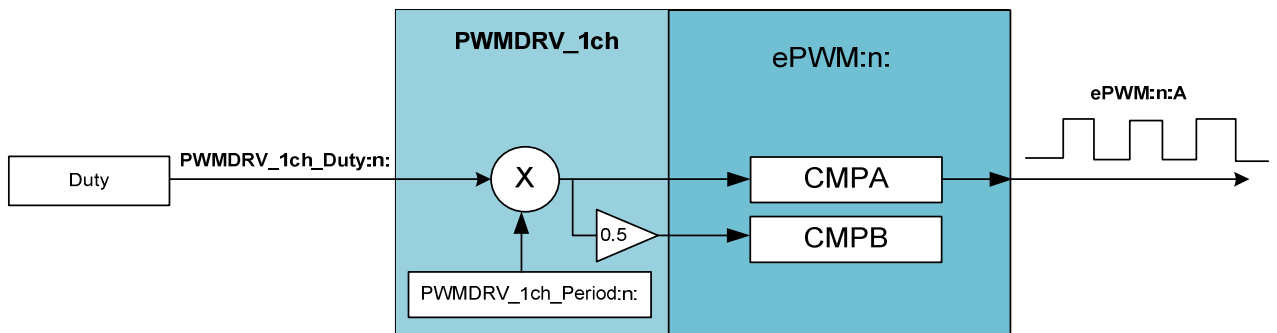 PWMDRV_1ch
ePWM:n:
ePWM:n:A
PWMDRV_1ch_Duty:n:
Duty
X
CMPA
0.5
CMPB
PWMDRV_1ch_Period:n: